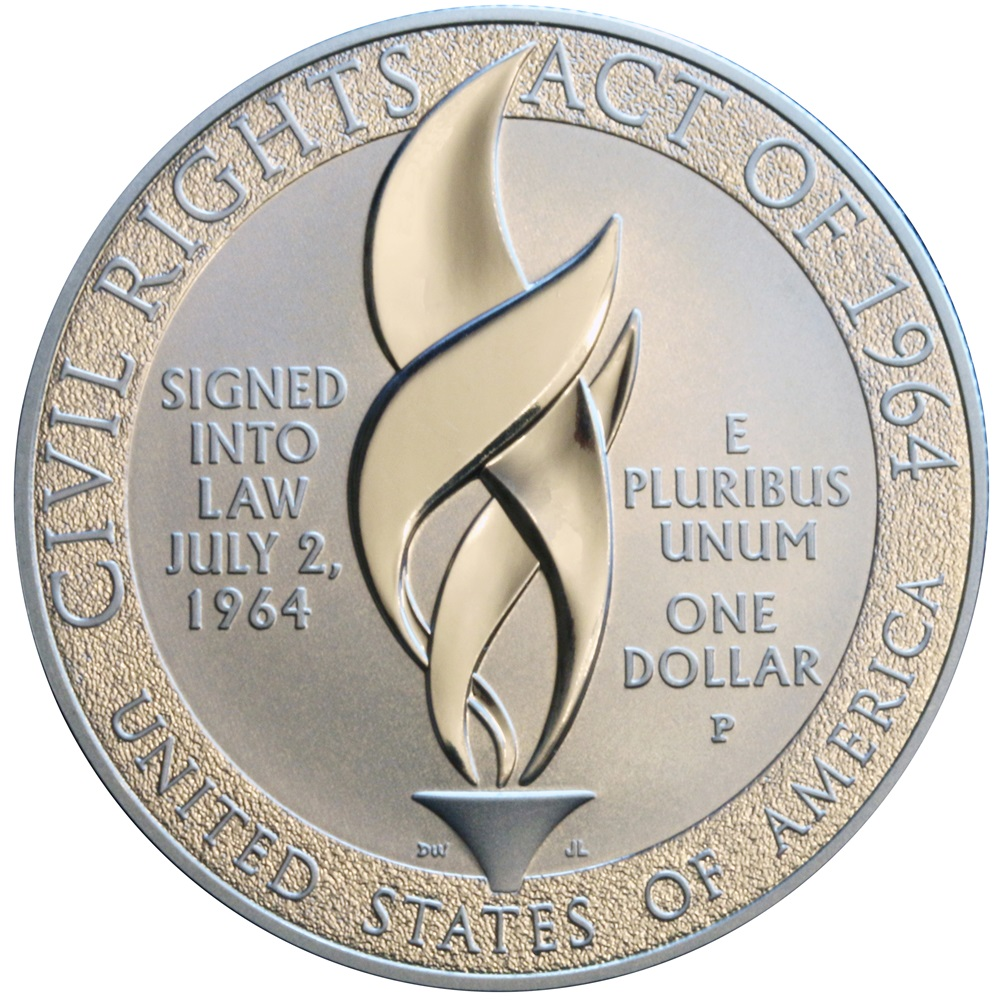 CIVIL RIGHTS ACT OF 1964
SIGNED
INTO
LAW
JULY 2,
1964
E
PLURIBUS
UNUM
ONE
DOLLAR
P
DW
JL
UNITED STATES OF AMERICA